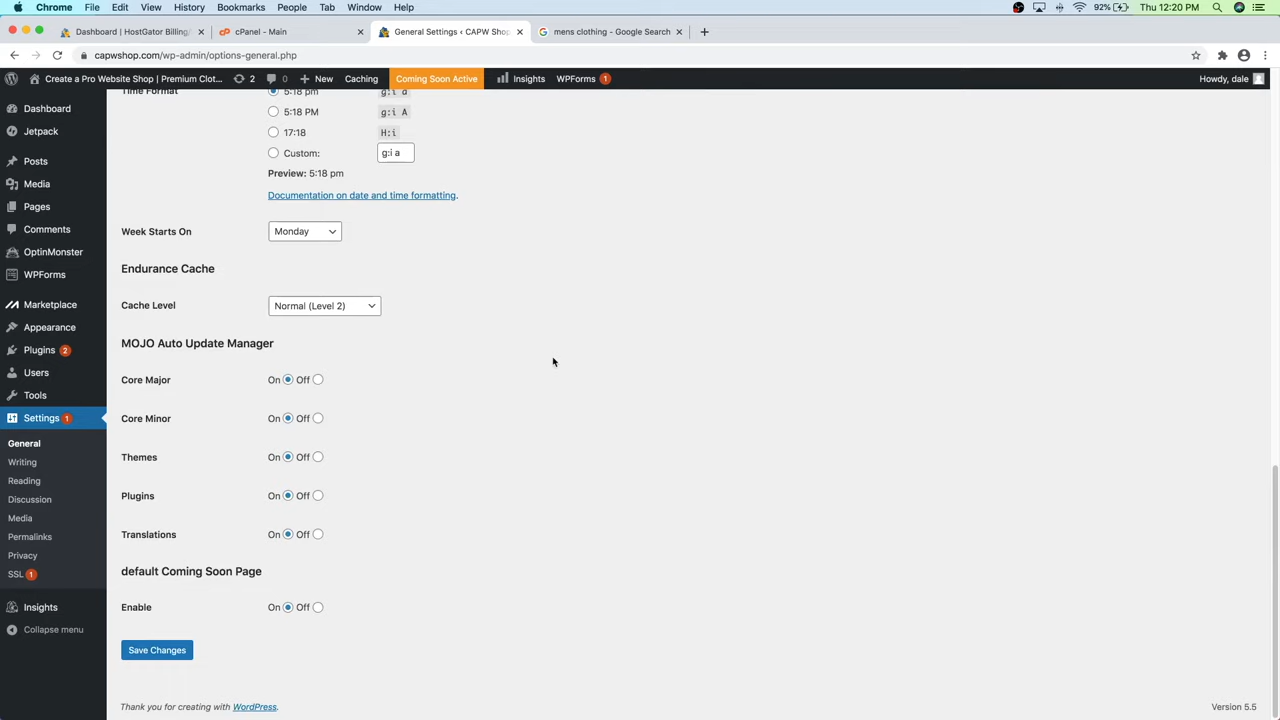 Chrome File Edit View History Bookmarks People Tab Window Help 92% Thu 12:20 PM
Dashboard | HostGator Billing/ cPanel - Main General Settings ‹ CAPW Shop mens clothing - Google Search
capwshop.com/wp-admin/options-general.php
Create a Pro Website Shop | Premium Clot... 2 0 + New Caching Coming Soon Active Insights WPForms 1 Howdy, dale
Dashboard
Jetpack
Posts
Media
Pages
Comments
OptinMonster
WPForms
Marketplace
Appearance
Plugins 2
Users
Tools
Settings 1
General
Writing
Reading
Discussion
Media
Permalinks
Privacy
SSL 1
Insights
Collapse menu
Time Format 5:18 pm g:i a
5:18 PM g:i A
17:18 H:i
Custom: g:i a
Preview: 5:18 pm
Documentation on date and time formatting.
Week Starts On Monday
Endurance Cache
Cache Level Normal (Level 2)
MOJO Auto Update Manager
Core Major On Off
Core Minor On Off
Themes On Off
Plugins On Off
Translations On Off
default Coming Soon Page
Enable On Off
Save Changes
Thank you for creating with WordPress. Version 5.5